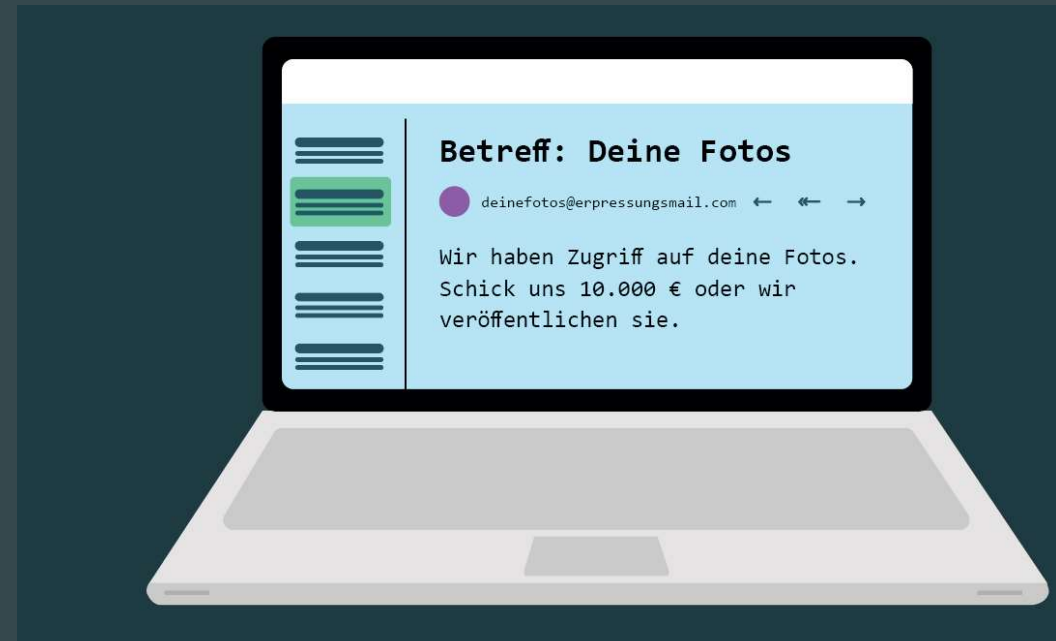 Betreff: Deine Fotos
deinefotos@erpressungsmail.com
Wir haben Zugriff auf deine Fotos.
Schick uns 10.000 € oder wir
veröffentlichen sie.